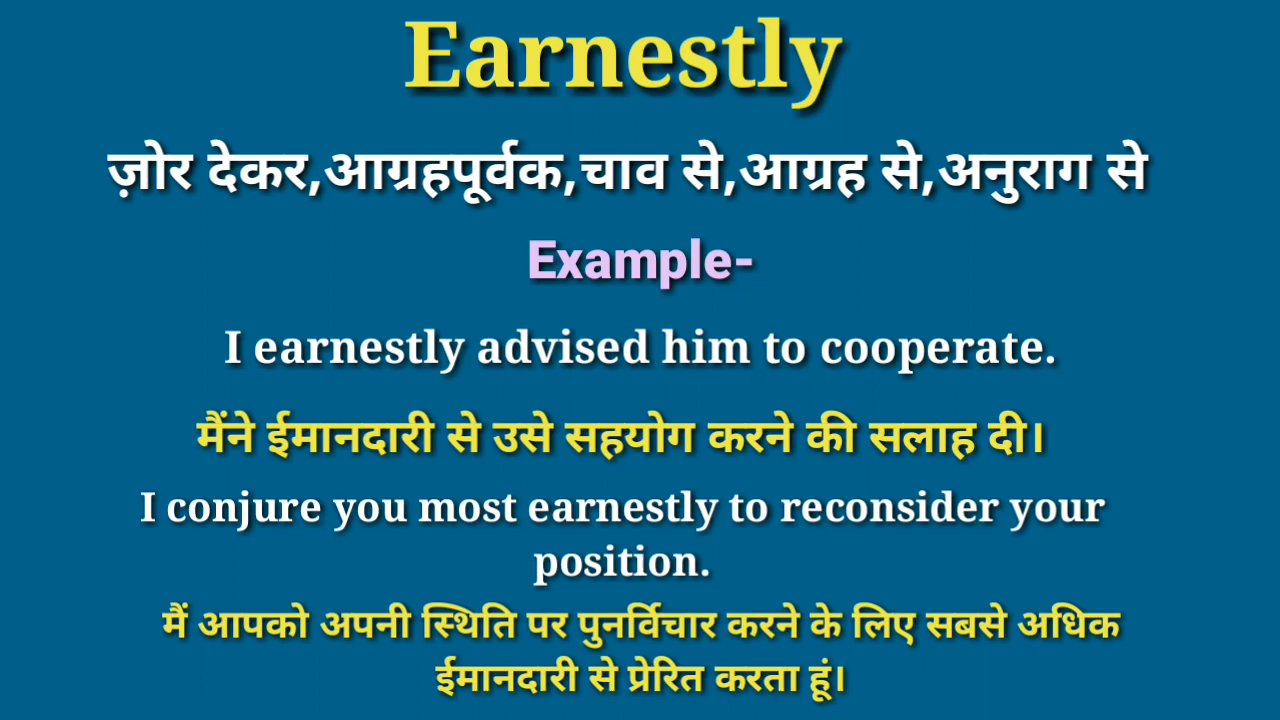 Earnestly
ज़ोर देकर,आग्रहपूर्वक,चाव से,आग्रह से,अनुराग से
Example-
I earnestly advised him to cooperate.
मैंने ईमानदारी से उसे सहयोग करने की सलाह दी।
I conjure you most earnestly to reconsider your
position.
मैं आपको अपनी स्थिति पर पुनर्विचार करने के लिए सबसे अधिक
ईमानदारी से प्रेरित करता हूं।